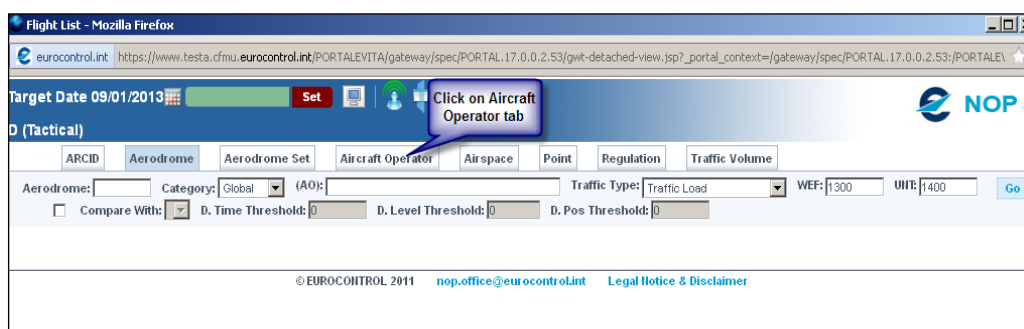 Flight List - Mozilla Firefox
eurocontrol.int https://www.testa.cfmu.eurocontrol.int/PORTALEVITA/gateway/spec/PORTAL.17.0.0.2.53/gwt-detached-view.jsp?_portal_context=/gateway/spec/PORTAL.17.0.0.2.53:/PORTALEV
Target Date 09/01/2013 Set
Click on Aircraft
Operator tab
NOP
D (Tactical)
ARCID Aerodrome Aerodrome Set Aircraft Operator Airspace Point Regulation Traffic Volume
Aerodrome: Category: Global (AO): Traffic Type: Traffic Load WEF: 1300 UNT: 1400 Go
Compare With: D. Time Threshold: 0 D. Level Threshold: 0 D. Pos Threshold: 0
© EUROCONTROL 2011 nop.office@eurocontrol.int Legal Notice & Disclaimer